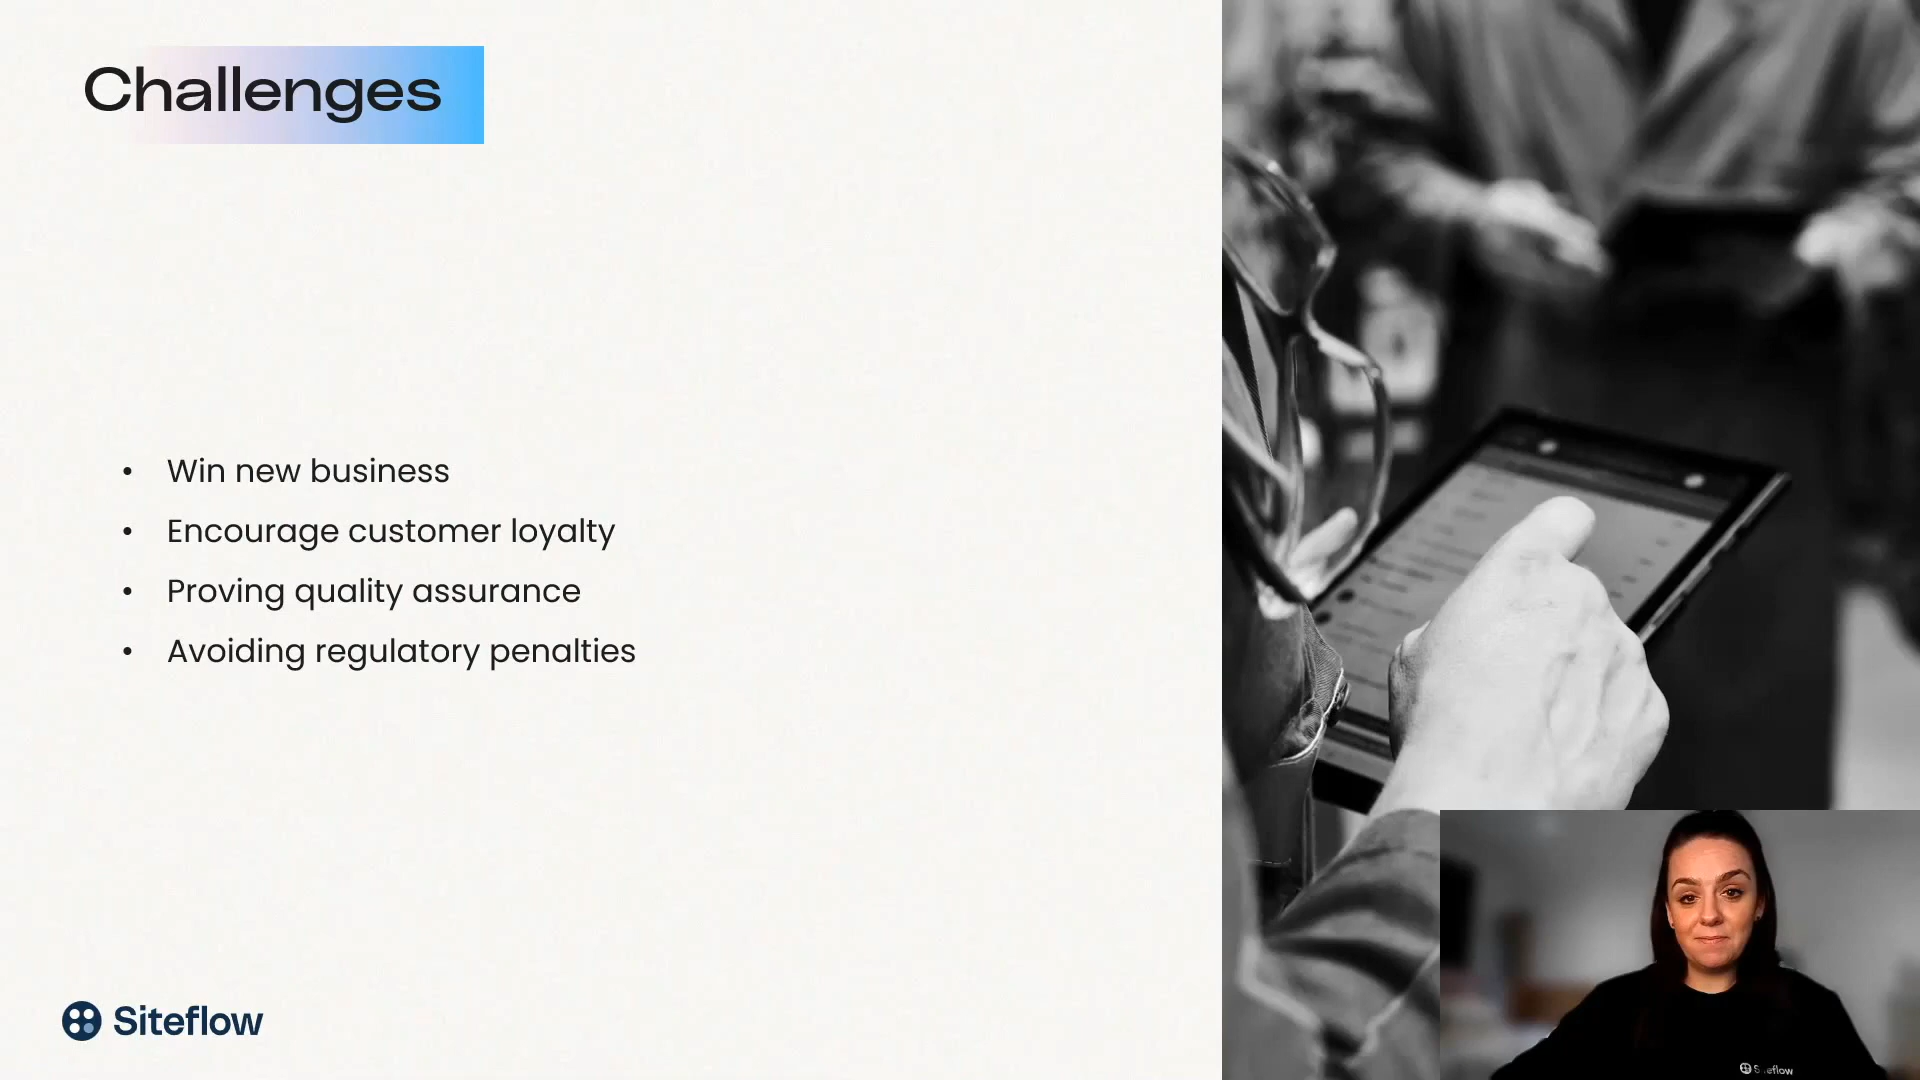 Challenges
• Win new business
• Encourage customer loyalty
• Proving quality assurance
• Avoiding regulatory penalties
Siteflow